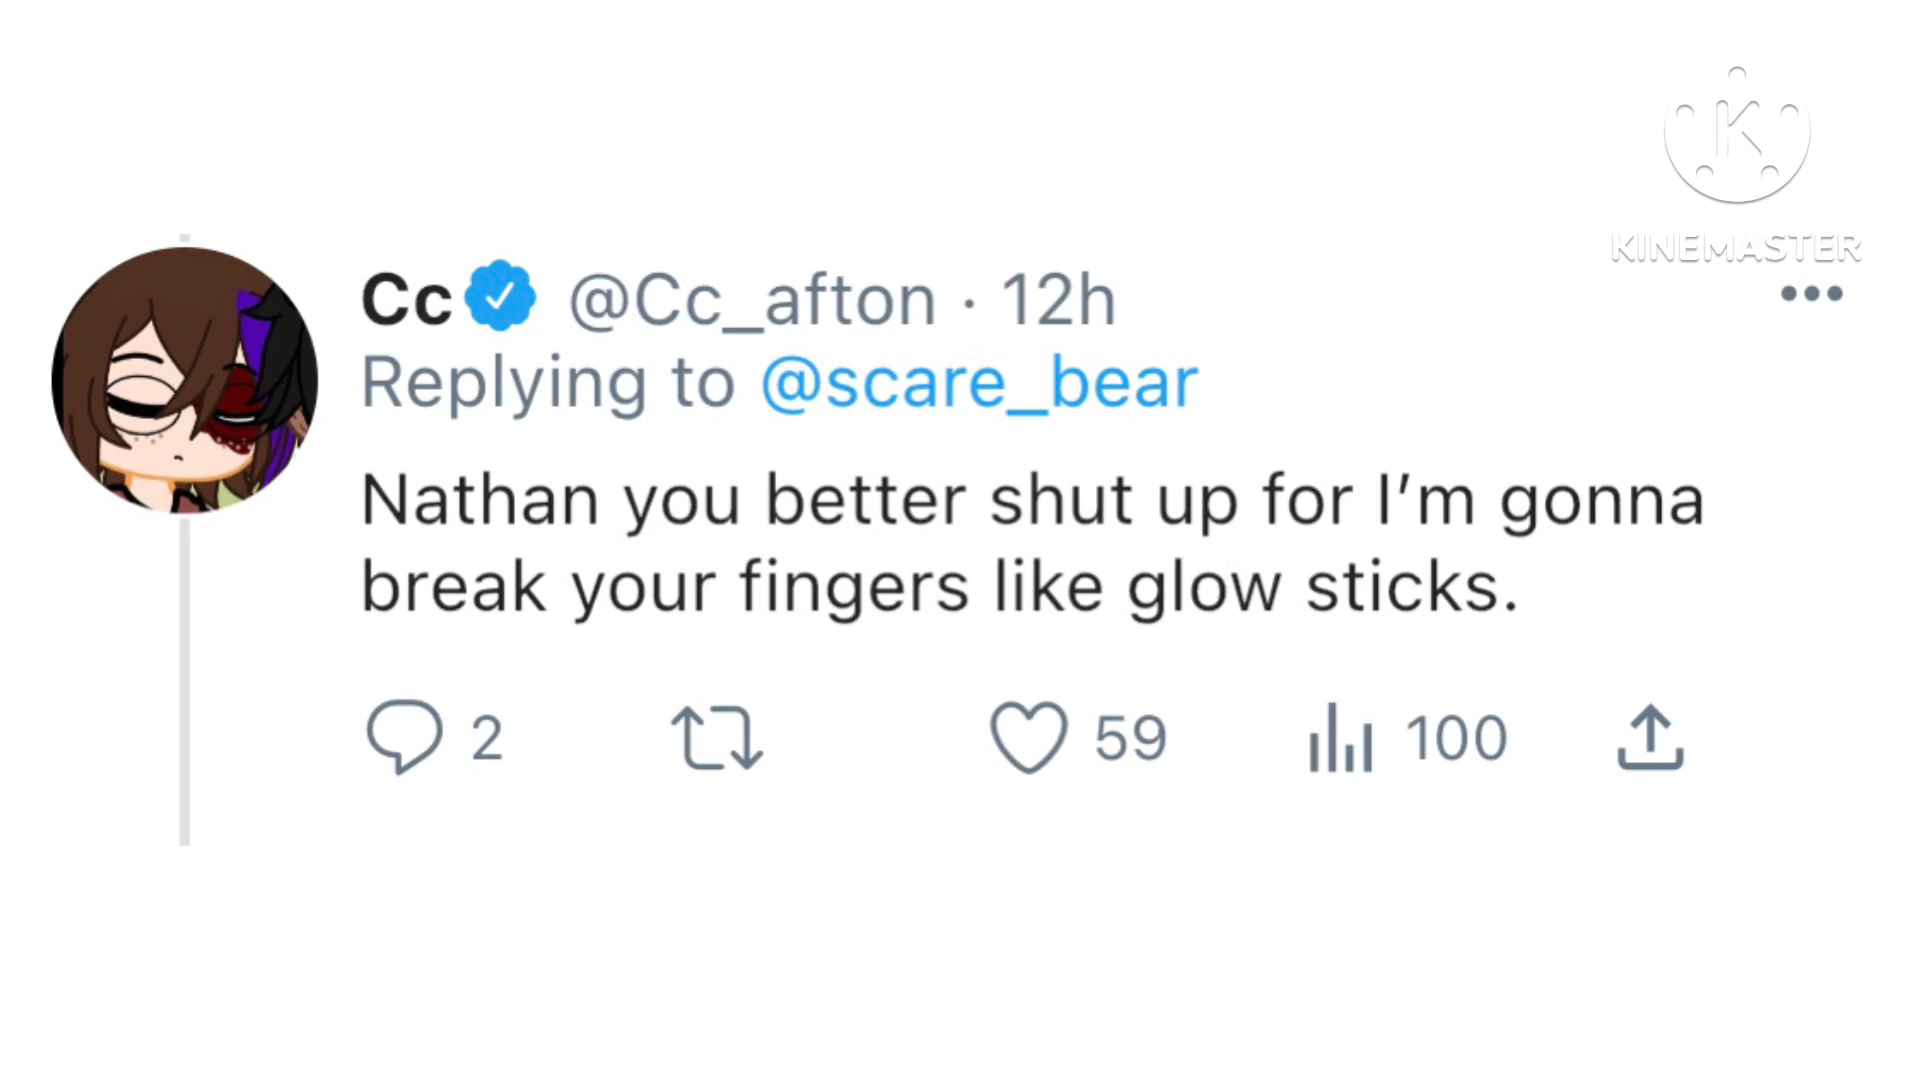 K
KINEMASTER
Cc @Cc_afton · 12h
Replying to @scare_bear
Nathan you better shut up for I’m gonna
break your fingers like glow sticks.
2 59 100